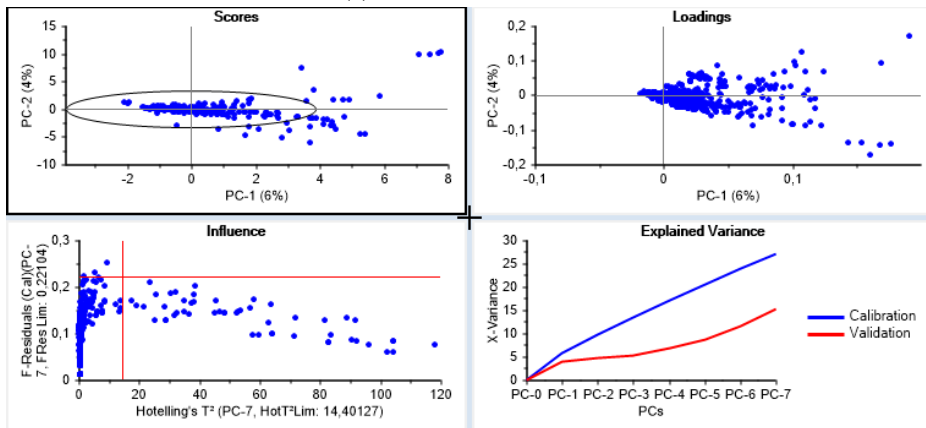 Scores
PC-2 (4%)
15
10
5
0
-5
-10
-2
0
2
4
6
8
PC-1 (6%)
Loadings
PC-2 (4%)
0,2
0,1
0
-0,1
-0,2
-0,1
0
0,1
PC-1 (6%)
Influence
F-Residuals (Cal)(PC-
7, FRes Lim: 0,22104)
0,3
0,2
0,1
0
0
20
40
60
80
100
120
Hotelling's T² (PC-7, HotT²Lim: 14,40127)
Explained Variance
X-Variance
30
25
20
15
10
5
0
PC-0
PC-1
PC-2
PC-3
PC-4
PC-5
PC-6
PC-7
PCs
Calibration
Validation